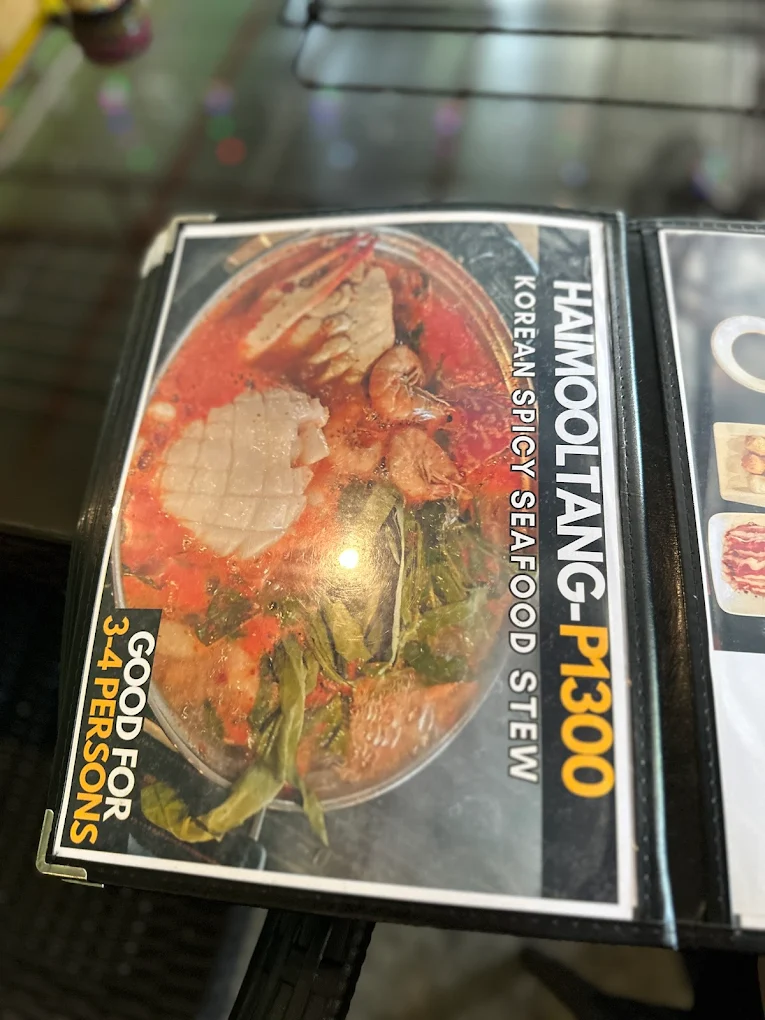 HAIMOOLTANG-P1300
KOREAN SPICY SEAFOOD STEW
GOOD FOR
3-4 PERSONS